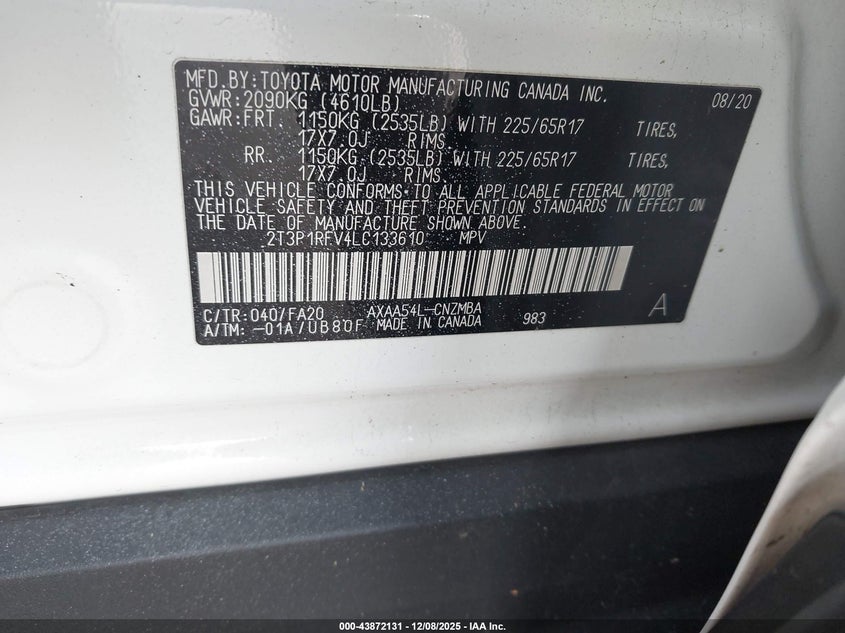 MFD.BY:TOYOTA MOTOR MANUFACTURING CANADA INC. 08/20
GVWR:2090KG (4610LB)
GAWR:FRT. 1150KG (2535LB) WITH 225/65R17 TIRES,
17X7.0J RIMS,
RR. 1150KG (2535LB) WITH 225/65R17 TIRES,
17X7.0J RIMS.
THIS VEHICLE CONFORMS TO ALL APPLICABLE FEDERAL MOTOR
VEHICLE SAFETY AND THEFT PREVENTION STANDARDS IN EFFECT ON
THE DATE OF MANUFACTURE SHOWN ABOVE.
2T3P1RFV4LC133610 MPV
C/TR:040/FA20 AXAA54L-CNZMBA
A/TM:-01A/UB80F MADE IN CANADA 983 A
000-43872131 - 12/08/2025 - IAA Inc.